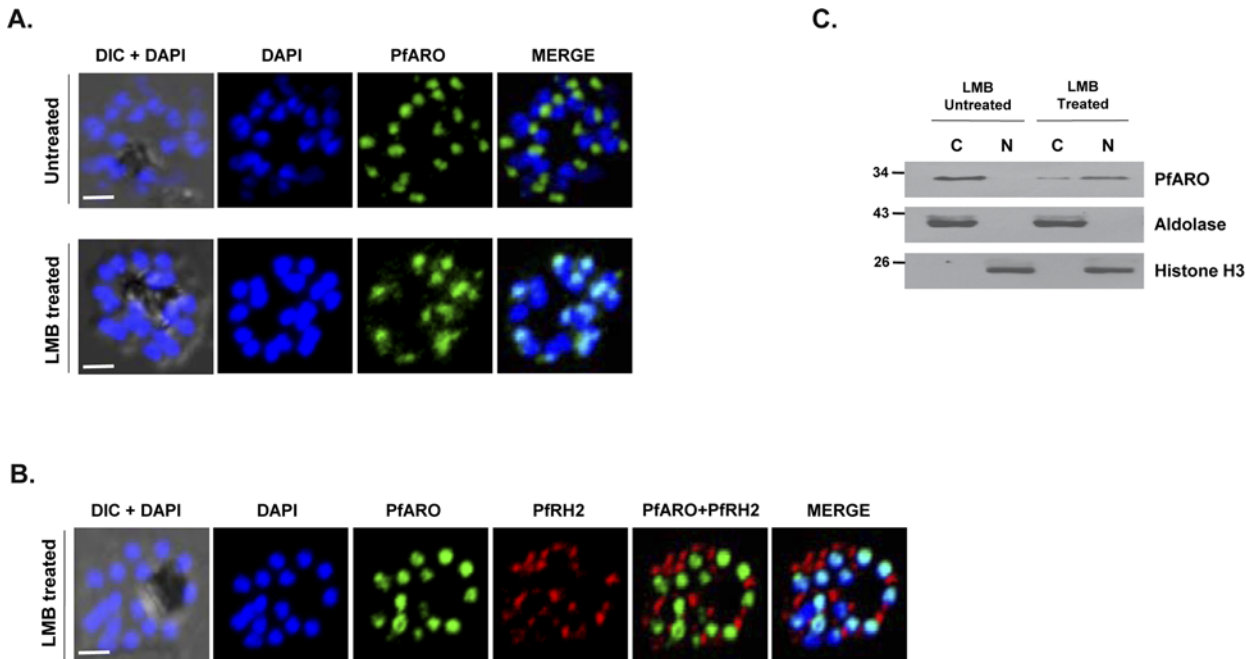 A.
DIC + DAPI DAPI PfARO MERGE
Untreated
LMB treated
B.
DIC + DAPI DAPI PfARO PfRH2 PfARO+PfRH2 MERGE
LMB treated
C.
LMB Untreated LMB Treated
C N C N
34 PfARO
43 Aldolase
26 Histone H3